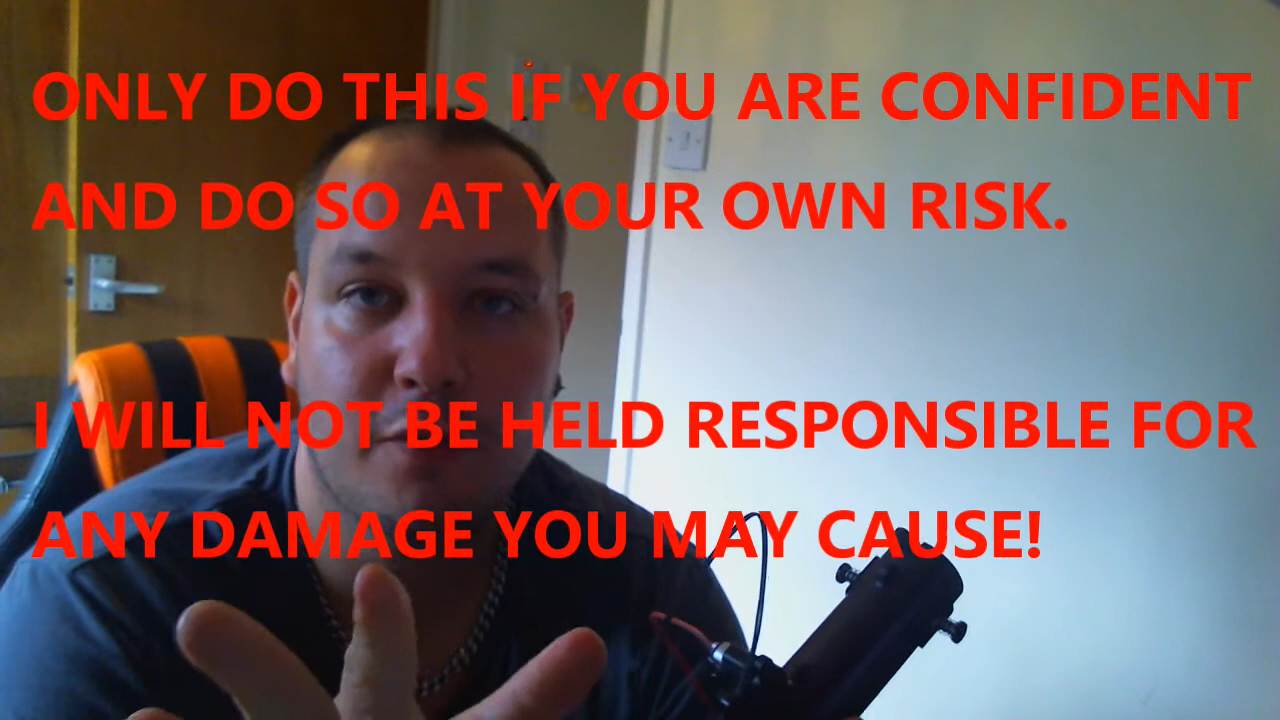 ONLY DO THIS IF YOU ARE CONFIDENT
AND DO SO AT YOUR OWN RISK.
I WILL NOT BE HELD RESPONSIBLE FOR
ANY DAMAGE YOU MAY CAUSE!